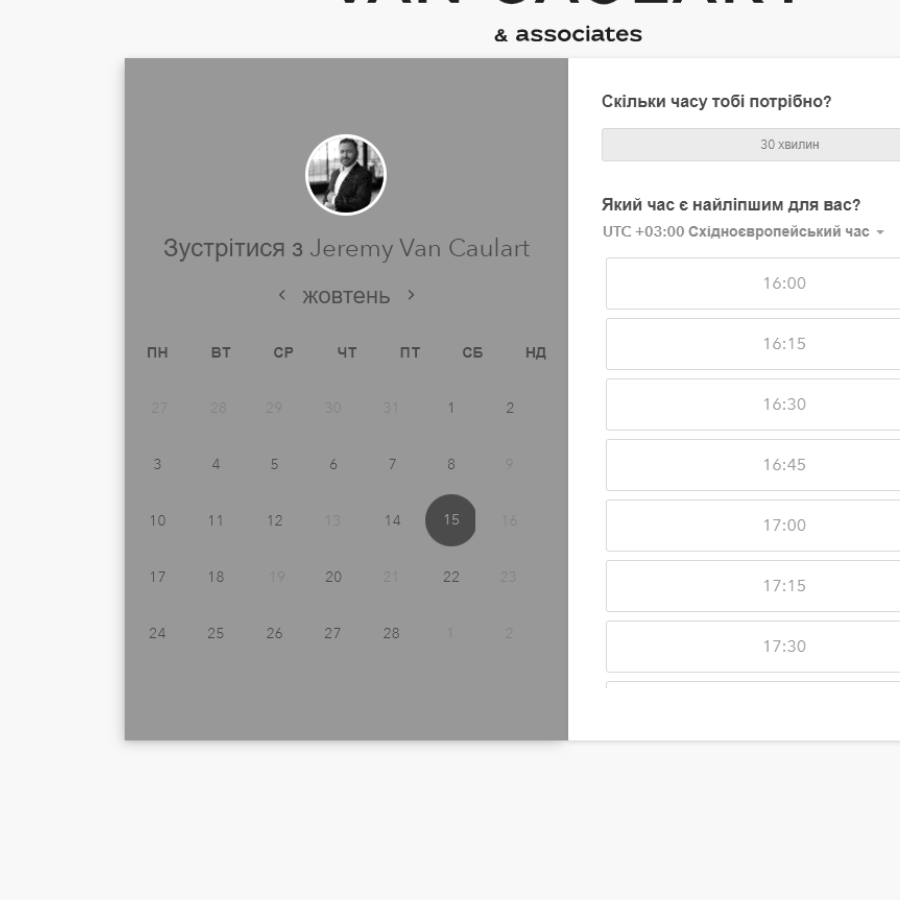 VAN CAULART
& associates
Зустрітися з Jeremy Van Caulart
жовтень
ПН ВТ СР ЧТ ПТ СБ НД
27 28 29 30 31 1 2
3 4 5 6 7 8 9
10 11 12 13 14 15 16
17 18 19 20 21 22 23
24 25 26 27 28 1 2
Скільки часу тобі потрібно?
30 хвилин
Який час є найліпшим для вас?
UTC +03:00 Східноєвропейський час
16:00
16:15
16:30
16:45
17:00
17:15
17:30